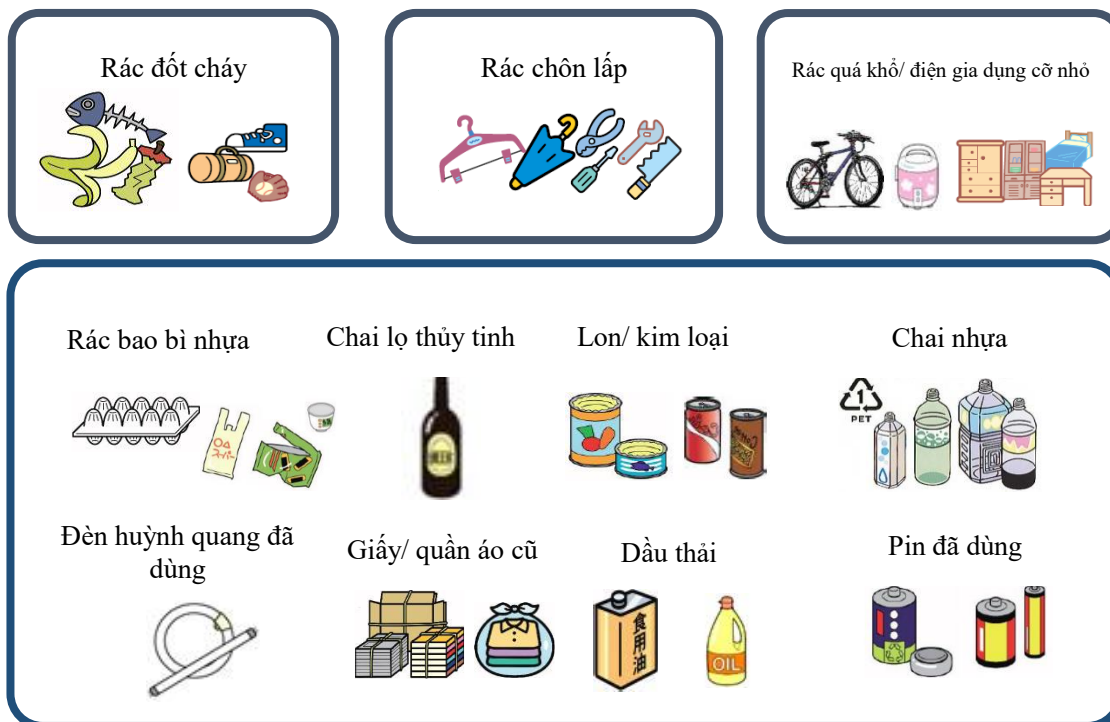 Rác đốt cháy
Rác chôn lấp
Rác quá khổ/ điện gia dụng cỡ nhỏ
Rác bao bì nhựa
Chai lọ thủy tinh
Lon/ kim loại
Chai nhựa
1
PET
Đèn huỳnh quang đã
dùng
Giấy/ quần áo cũ
Dầu thải
Pin đã dùng
食用油
OIL